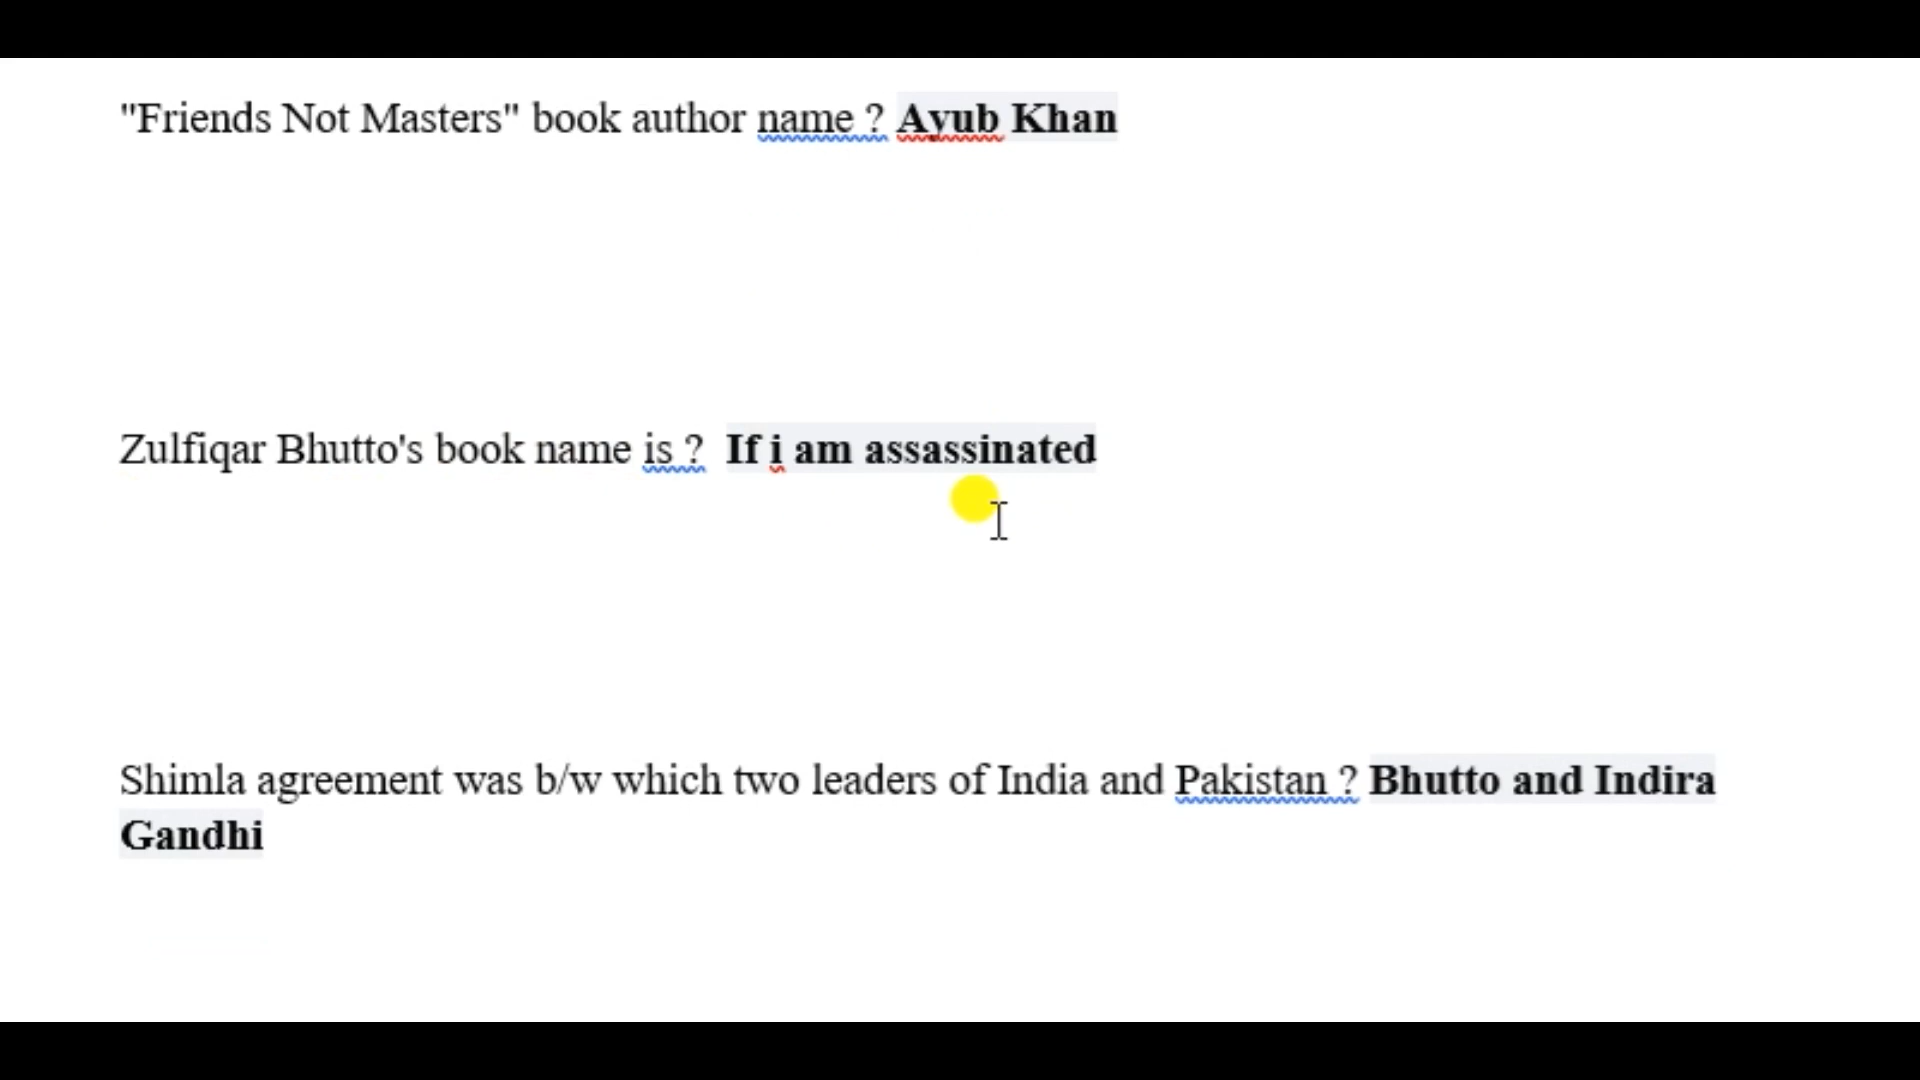 "Friends Not Masters" book author name ? Ayub Khan
Zulfiqar Bhutto's book name is ? If i am assassinated
Shimla agreement was b/w which two leaders of India and Pakistan ? Bhutto and Indira
Gandhi